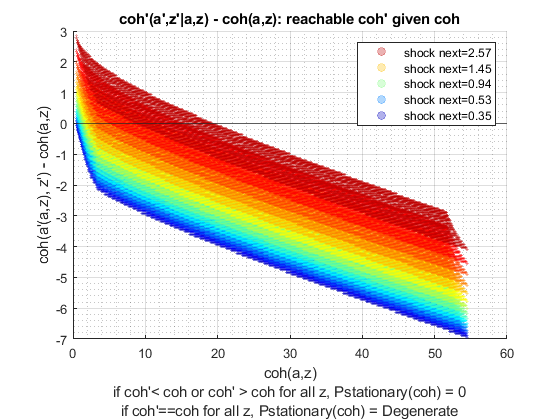 coh'(a',z'|a,z) - coh(a,z): reachable coh' given coh
3
2
1
0
-1
-2
-3
-4
-5
-6
-7
coh(a'(a,z), z') - coh(a,z)
shock next=2.57
shock next=1.45
shock next=0.94
shock next=0.53
shock next=0.35
0 10 20 30 40 50 60
coh(a,z)
if coh'< coh or coh' > coh for all z, Pstationary(coh) = 0
if coh'==coh for all z, Pstationary(coh) = Degenerate